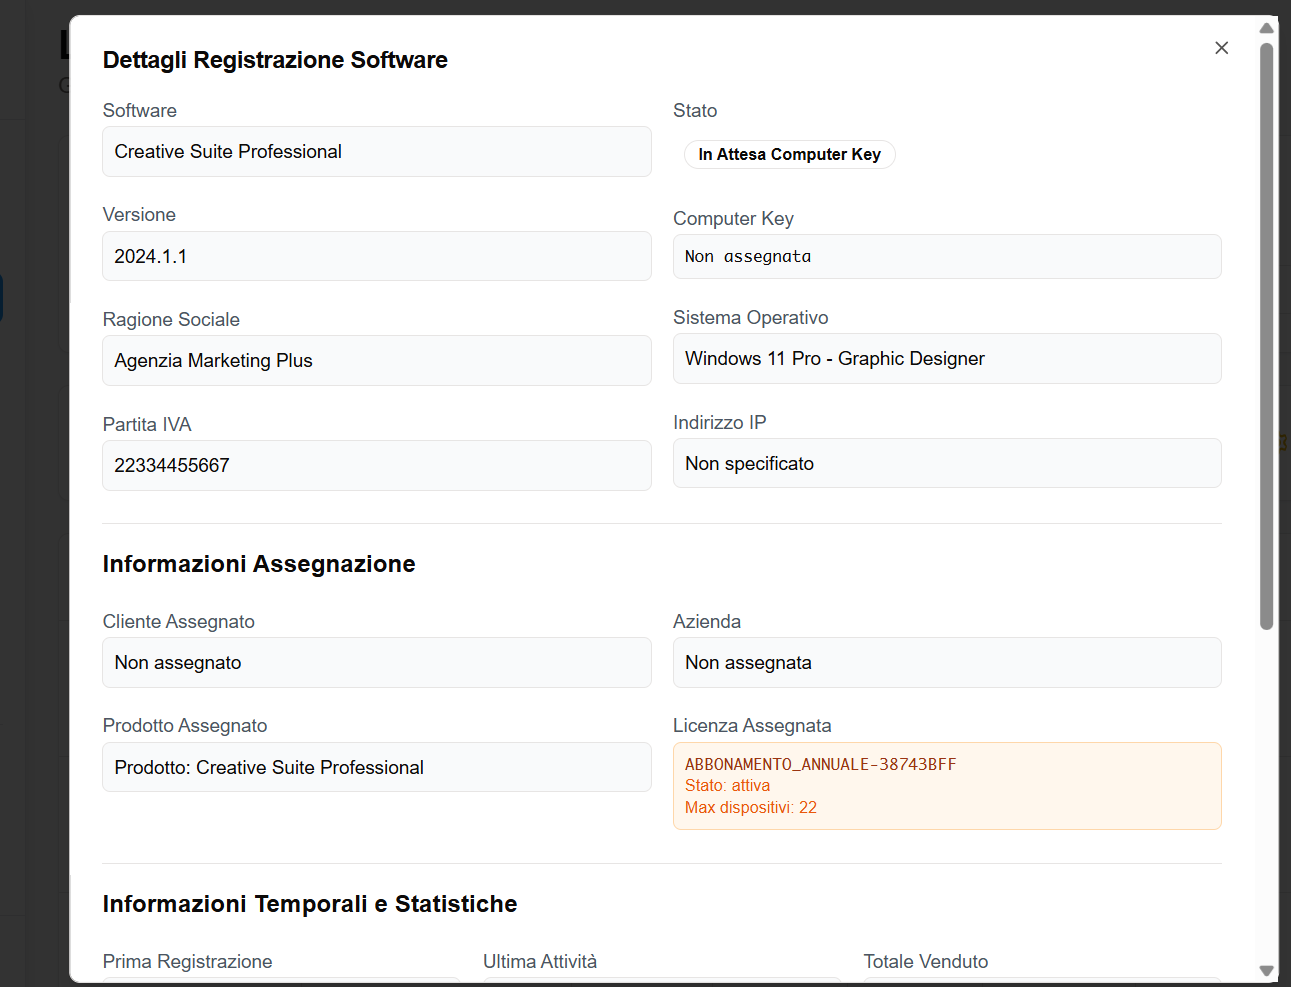 Dettagli Registrazione Software
Software
Stato
Creative Suite Professional
In Attesa Computer Key
Versione
Computer Key
2024.1.1
Non assegnata
Ragione Sociale
Sistema Operativo
Agenzia Marketing Plus
Windows 11 Pro - Graphic Designer
Partita IVA
Indirizzo IP
22334455667
Non specificato
Informazioni Assegnazione
Cliente Assegnato
Azienda
Non assegnato
Non assegnata
Prodotto Assegnato
Licenza Assegnata
Prodotto: Creative Suite Professional
ABBONAMENTO_ANNUALE-38743BFF
Stato: attiva
Max dispositivi: 22
Informazioni Temporali e Statistiche
Prima Registrazione
Ultima Attività
Totale Venduto